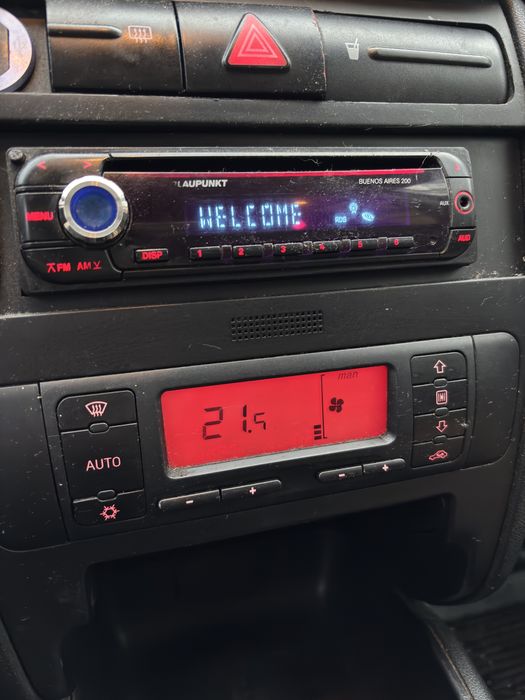 BLAUPUNKT
BUENOS AIRES 200
MENU
WELCOME
RDS
AUX
FM AM
DISP
1 2 3 4 5 6
AUD
man
21.5
AUTO
- + - +